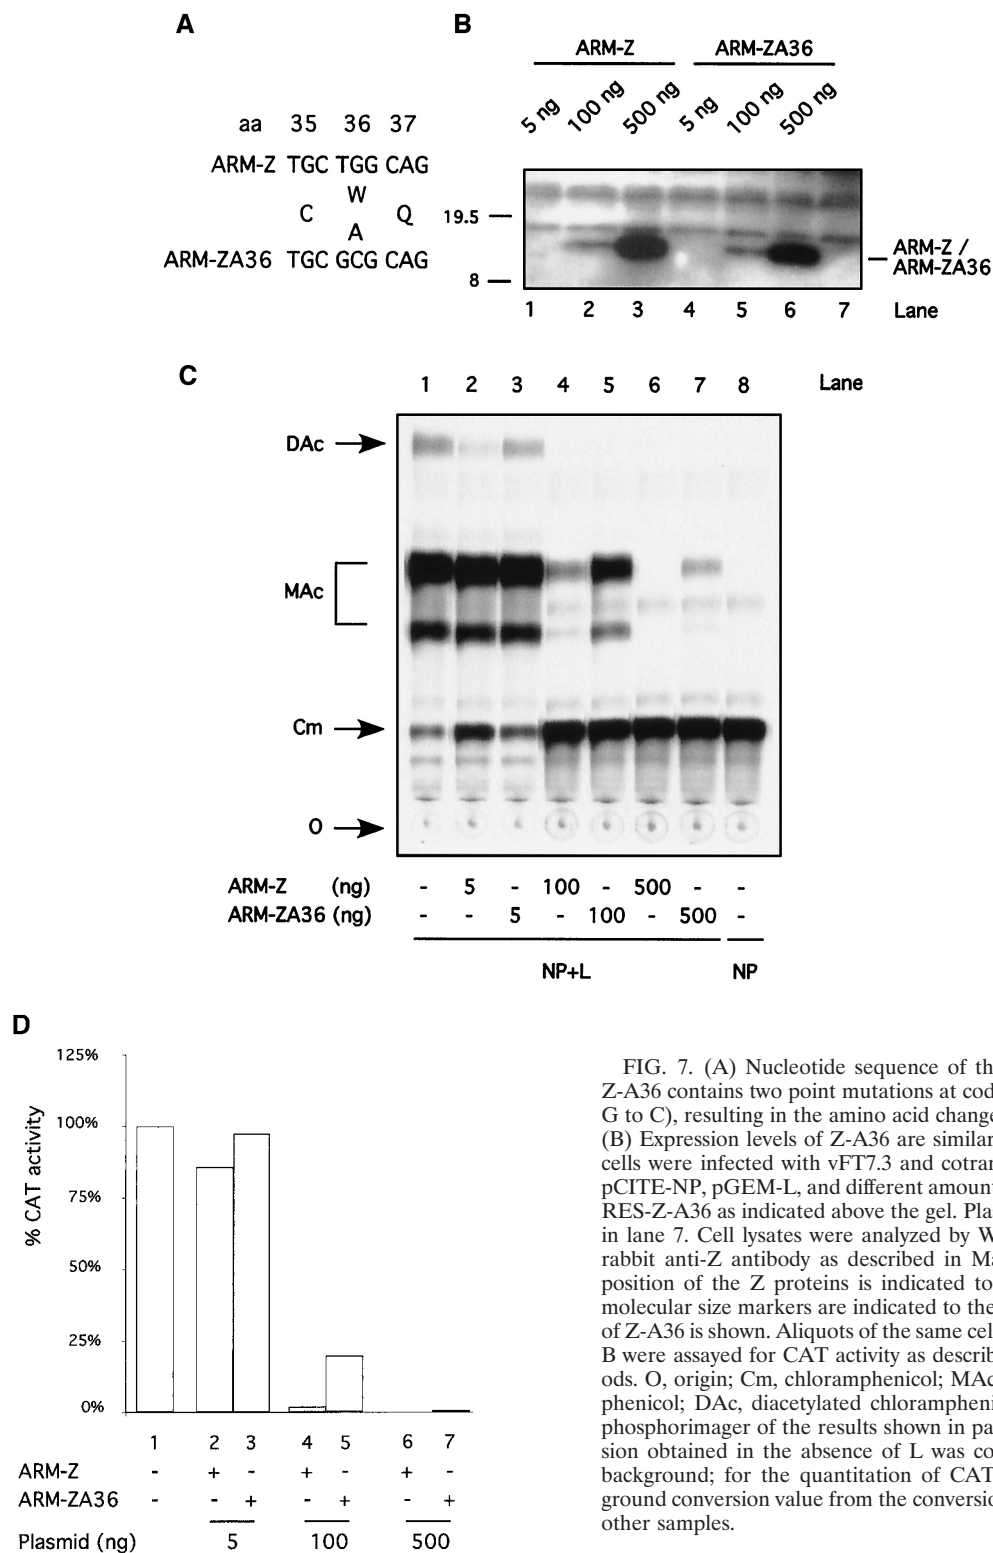 A
aa 35 36 37
ARM-Z TGC TGG CAG
W
C Q
A
ARM-ZA36 TGC GCG CAG
B
ARM-Z ARM-ZA36
5 ng 100 ng 500 ng 5 ng 100 ng 500 ng
19.5
8
ARM-Z /
ARM-ZA36
1 2 3 4 5 6 7 Lane
C
1 2 3 4 5 6 7 8 Lane
DAc
MAc
Cm
O
ARM-Z (ng) - 5 - 100 - 500 - -
ARM-ZA36 (ng) - - 5 - 100 - 500 -
NP+L NP
D
% CAT activity
125%
100%
75%
50%
25%
0%
1 2 3 4 5 6 7
ARM-Z - + - + - + -
ARM-ZA36 - - + - + - +
Plasmid (ng) 5 100 500
FIG. 7. (A) Nucleotide sequence of th
Z-A36 contains two point mutations at cod
G to C), resulting in the amino acid change
(B) Expression levels of Z-A36 are similar
cells were infected with vFT7.3 and cotran
pCITE-NP, pGEM-L, and different amount
RES-Z-A36 as indicated above the gel. Pla
in lane 7. Cell lysates were analyzed by W
rabbit anti-Z antibody as described in Ma
position of the Z proteins is indicated to
molecular size markers are indicated to the
of Z-A36 is shown. Aliquots of the same cel
B were assayed for CAT activity as describ
ods. O, origin; Cm, chloramphenicol; MAc
phenicol; DAc, diacetylated chlorampheni
phosphorimager of the results shown in pa
sion obtained in the absence of L was co
background; for the quantitation of CAT
ground conversion value from the conversio
other samples.